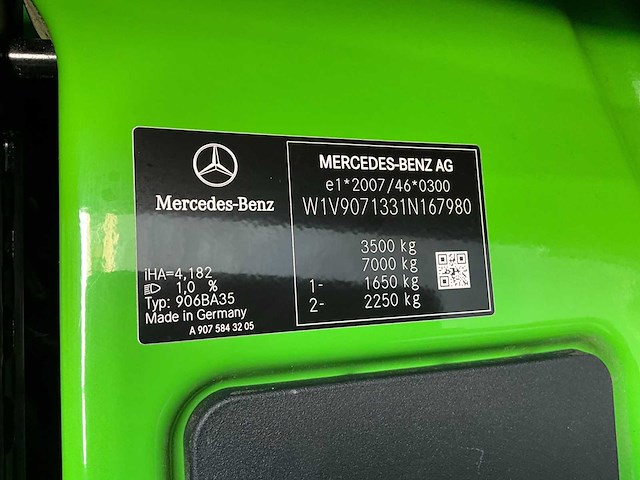 Mercedes-Benz
iHA=4,182
1,0 %
Typ: 906BA35
Made in Germany
A 907 584 32 05
MERCEDES-BENZ AG
e1*2007/46*0300
W1V9071331N167980
3500 kg
7000 kg
1- 1650 kg
2- 2250 kg